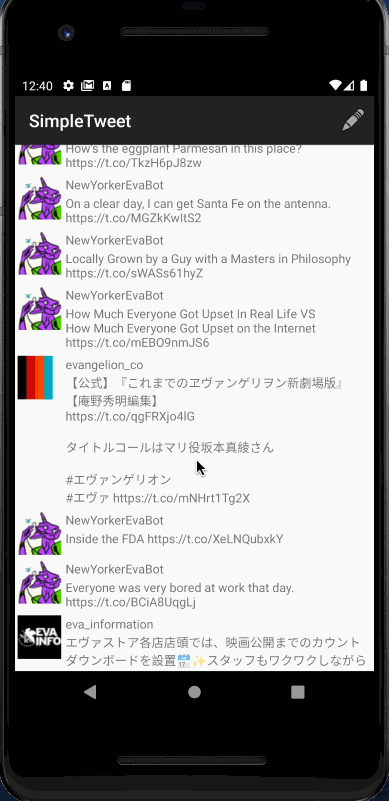 12:40
SimpleTweet
How's the eggplant Parmesan in this place?
https://t.co/TkzH6pJ8zw
NewYorkerEvaBot
On a clear day, I can get Santa Fe on the antenna.
https://t.co/MGZkKwItS2
NewYorkerEvaBot
Locally Grown by a Guy with a Masters in Philosophy
https://t.co/sWASs61hyZ
NewYorkerEvaBot
How Much Everyone Got Upset In Real Life VS
How Much Everyone Got Upset on the Internet
https://t.co/mEBO9nmJS6
evangelion_co
【公式】『これまでのヱヴァンゲリヲン新劇場版』
【庵野秀明編集】
https://t.co/qgFRXjo4lG
タイトルコールはマリ役坂本真綾さん
#エヴァンゲリオン
#エヴァ https://t.co/mNHrt1Tg2X
NewYorkerEvaBot
Inside the FDA https://t.co/XeLNQubxkY
NewYorkerEvaBot
Everyone was very bored at work that day.
https://t.co/BCiA8UqgLj
EVA
INFO
eva_information
エヴァストア各店店頭では、映画公開までのカウント
ダウンボードを設置🗓️✨スタッフもワクワクしながら